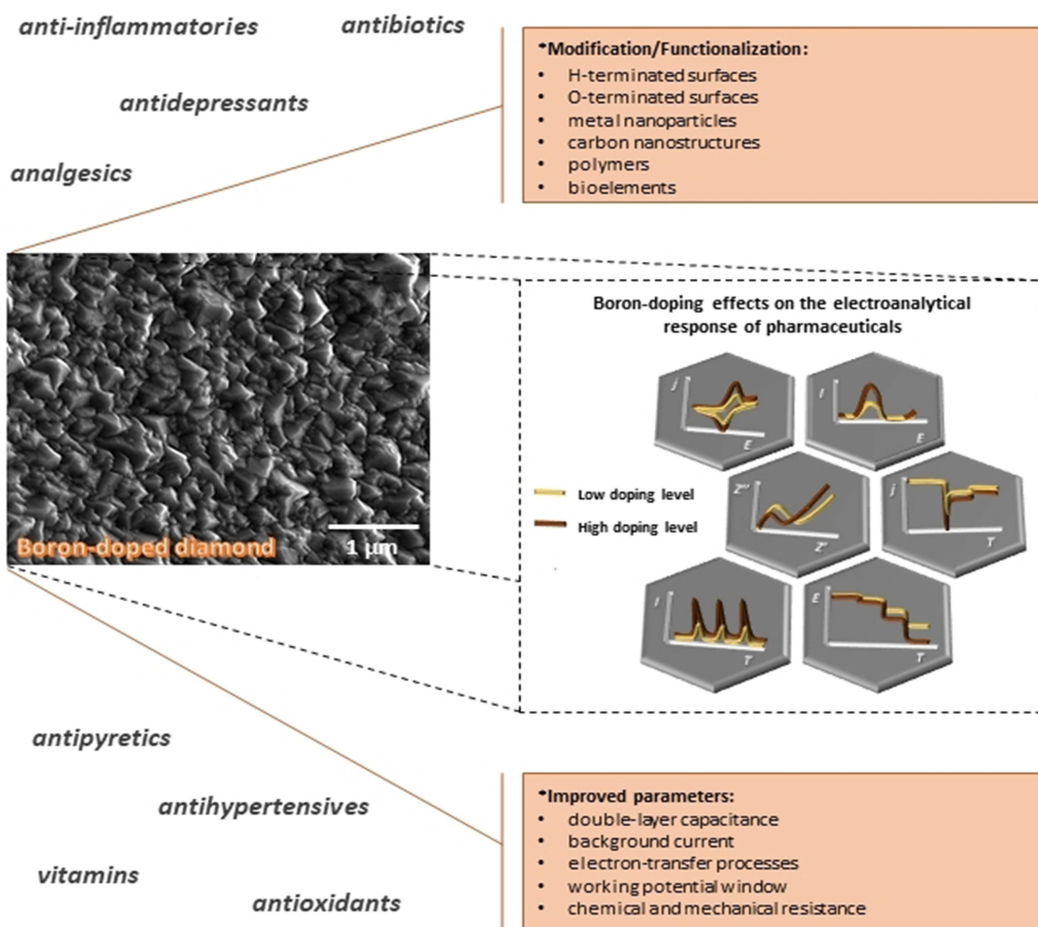 anti-inflammatories
antibiotics
antidepressants
analgesics
*Modification/Functionalization:
• H-terminated surfaces
• O-terminated surfaces
• metal nanoparticles
• carbon nanostructures
• polymers
• bioelements
Boron-doped diamond
1 µm
Boron-doping effects on the electroanalytical
response of pharmaceuticals
j
E
I
E
Low doping level
High doping level
Z''
Z'
j
T
I
T
E
T
antipyretics
antihypertensives
vitamins
antioxidants
*Improved parameters:
• double-layer capacitance
• background current
• electron-transfer processes
• working potential window
• chemical and mechanical resistance